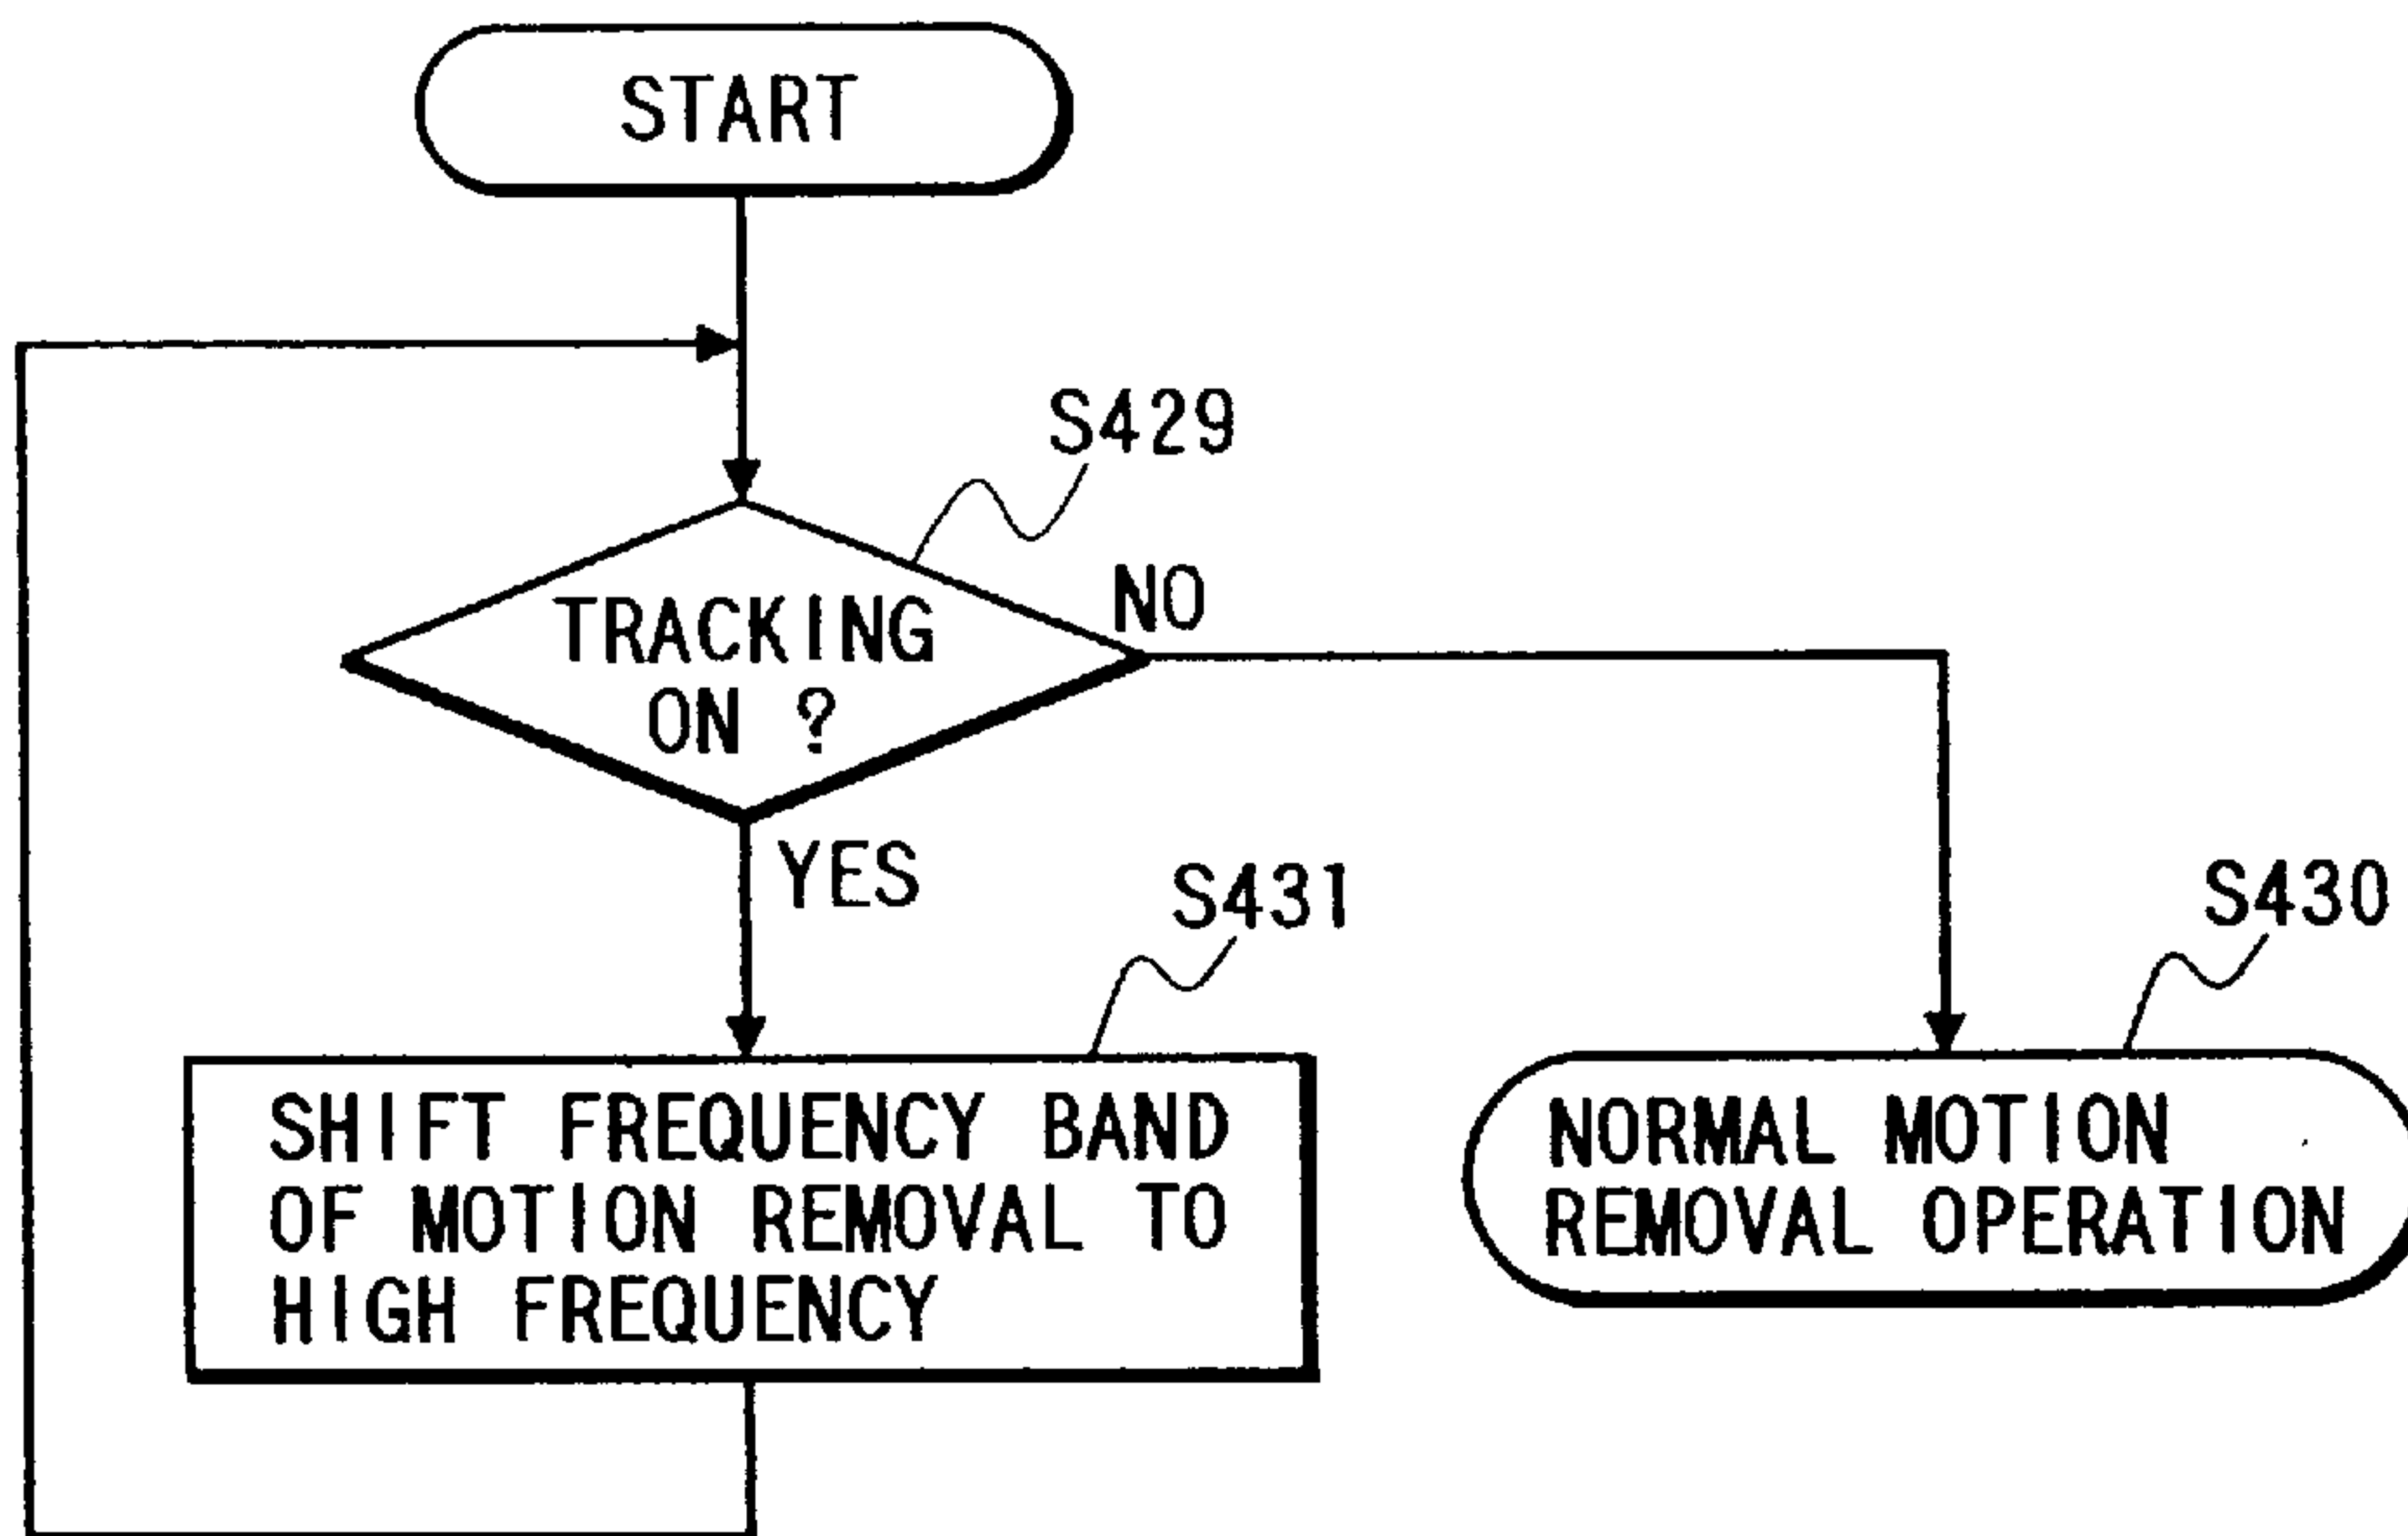 START
S429
TRACKING
ON ?
NO
YES
S431
S430
SHIFT FREQUENCY BAND
OF MOTION REMOVAL TO
HIGH FREQUENCY
NORMAL MOTION
REMOVAL OPERATION